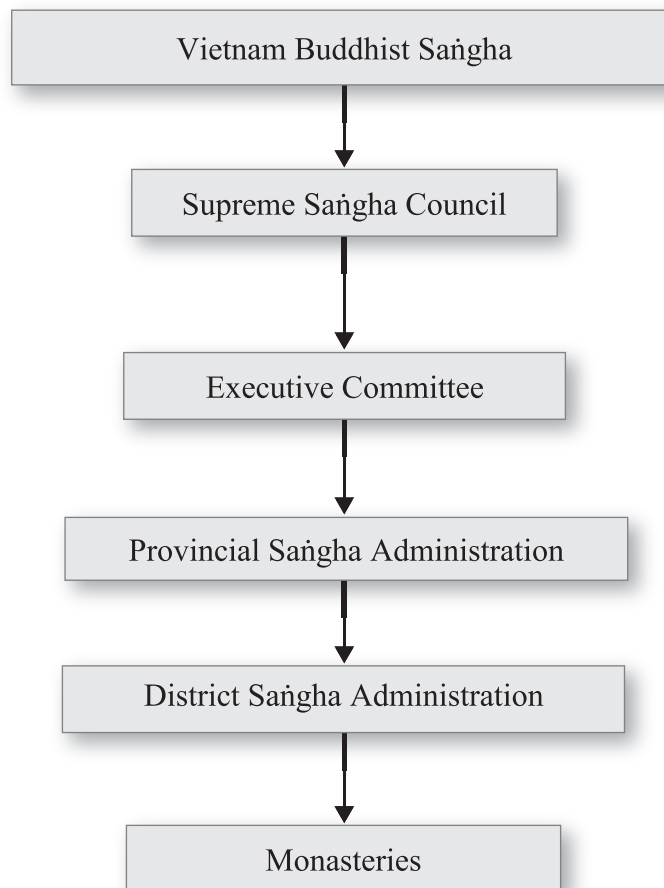 Vietnam Buddhist Saṅgha
Supreme Saṅgha Council
Executive Committee
Provincial Saṅgha Administration
District Saṅgha Administration
Monasteries